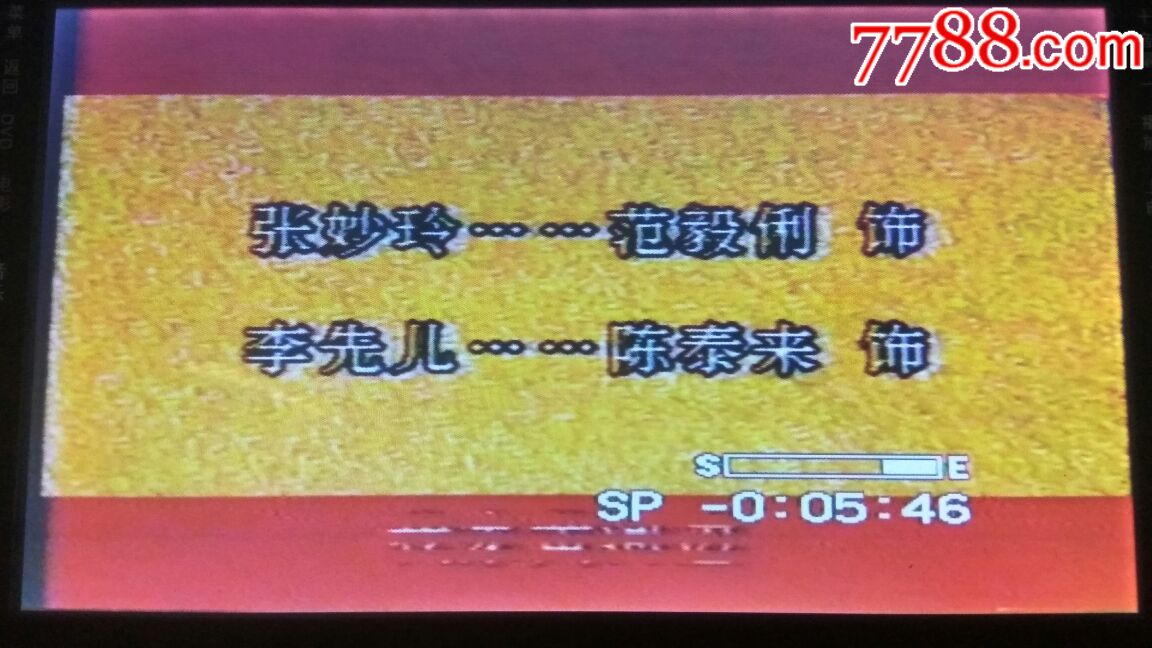 7788.com
张妙玲……范毅俐 饰
李先儿……陈泰来 饰
S E
SP -0:05:46